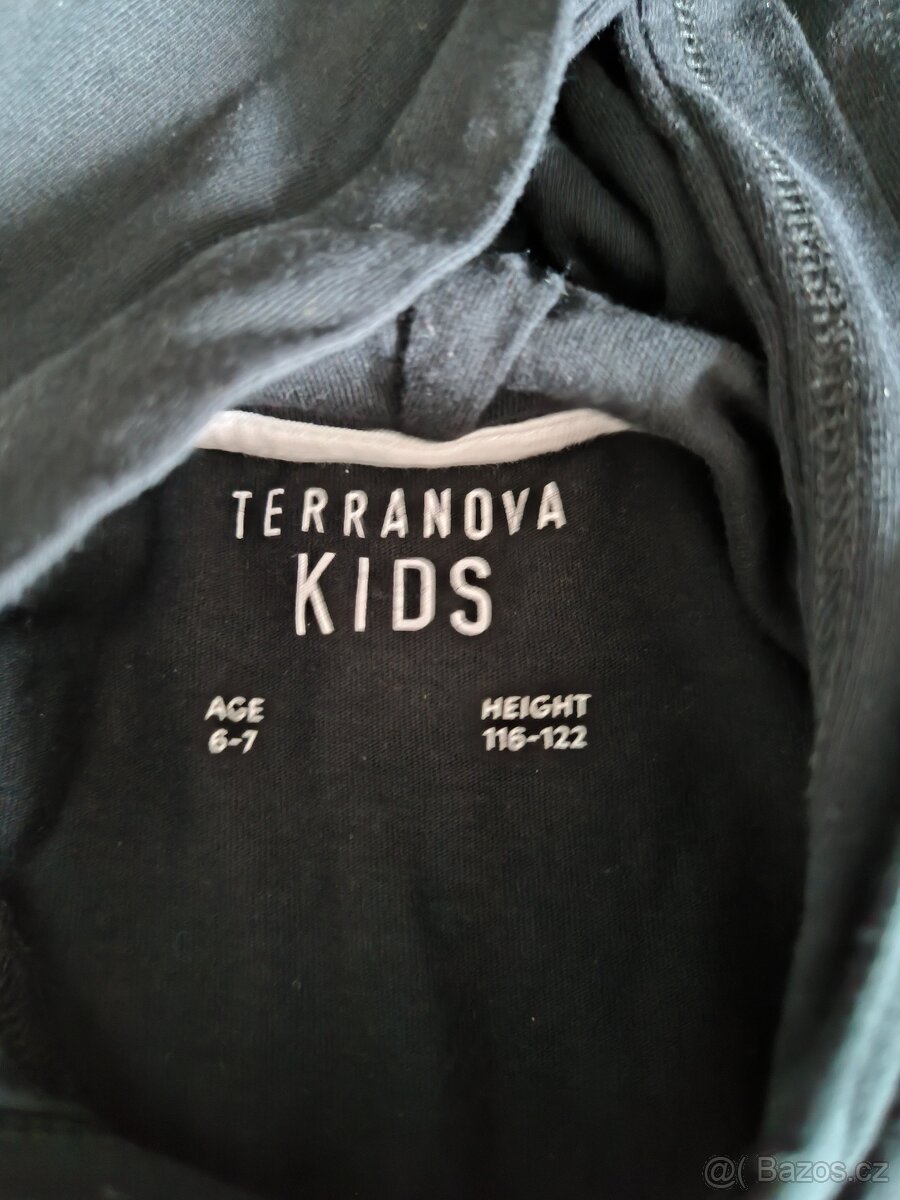 TERRANOVA
KIDS
AGE HEIGHT
6-7 116-122
@( Bazos.cz